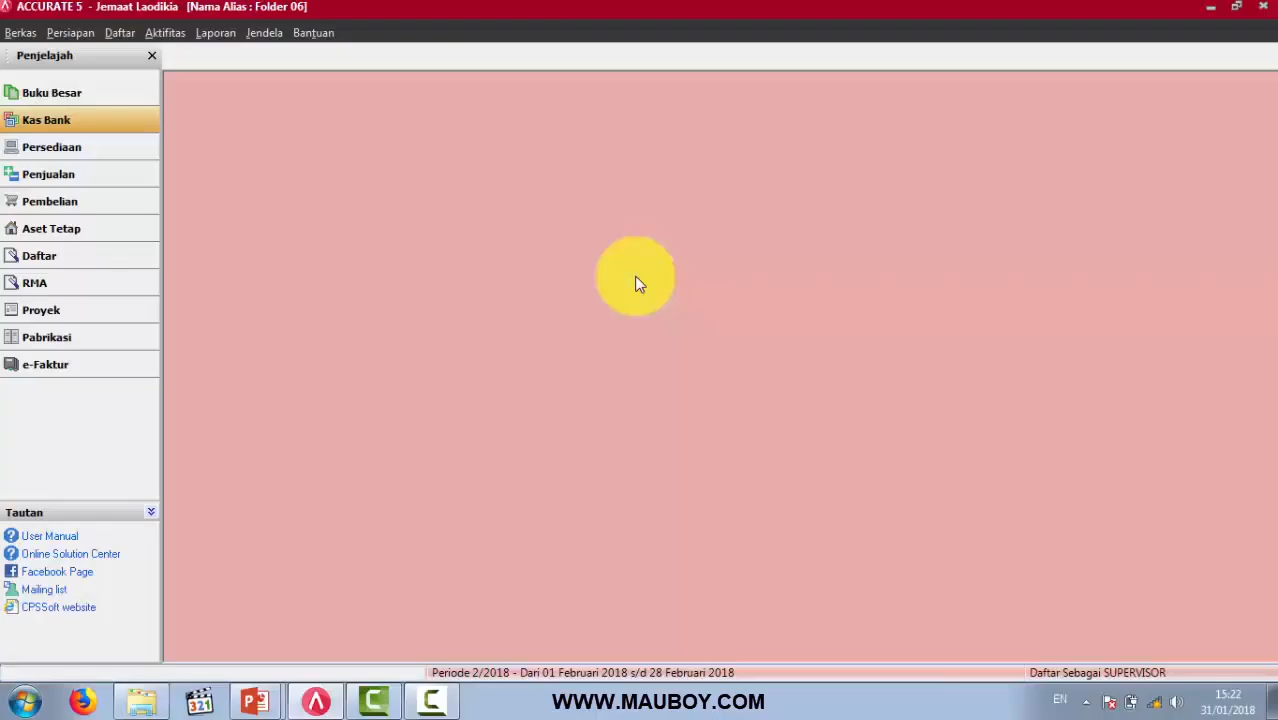 ACCURATE 5 - Jemaat Laodikia [Nama Alias : Folder 06]
Berkas Persiapan Daftar Aktifitas Laporan Jendela Bantuan
Penjelajah
Buku Besar
Kas Bank
Persediaan
Penjualan
Pembelian
Aset Tetap
Daftar
RMA
Proyek
Pabrikasi
e-Faktur
Tautan
User Manual
Online Solution Center
Facebook Page
Mailing list
CPSSoft website
Periode 2/2018 - Dari 01 Februari 2018 s/d 28 Februari 2018
Daftar Sebagai SUPERVISOR
321
WWW.MAUBOY.COM
EN
15:22
31/01/2018